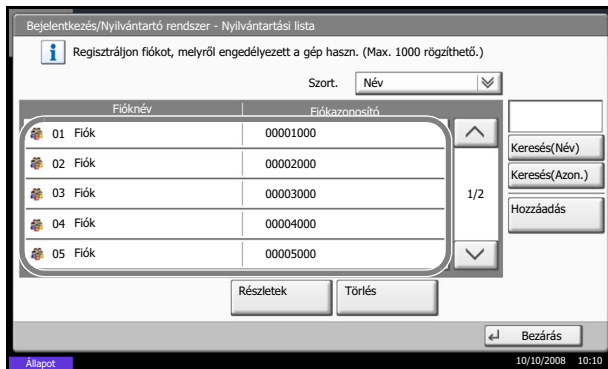 Bejelentkezés/Nyilvántartó rendszer - Nyilvántartási lista
Regisztráljon fiókot, melyről engedélyezett a gép haszn. (Max. 1000 rögzíthető.)
Szort. Név
Fióknév Fiókazonosító
01 Fiók 00001000
02 Fiók 00002000
03 Fiók 00003000
04 Fiók 00004000
05 Fiók 00005000
1/2
Keresés(Név)
Keresés(Azon.)
Hozzáadás
Részletek Törlés
Bezárás
Állapot 10/10/2008 10:10